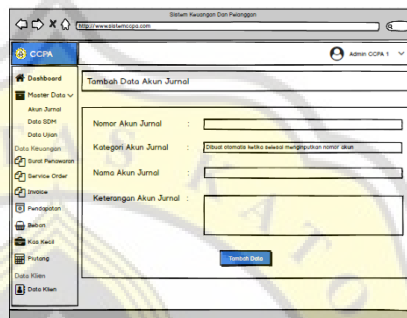 Sistem Keuangan Dan Pelanggan
http://www.sistemccpa.com
CCPA
Admin CCPA 1
Dashboard
Master Data
Akun Jurnal
Data SDM
Data Ujian
Data Keuangan
Surat Penawaran
Service Order
Invoice
Pendapatan
Beban
Kas Kecil
Piutang
Data Klien
Data Klien
Tambah Data Akun Jurnal
Nomor Akun Jurnal :
Kategori Akun Jurnal : Dibuat otomatis ketika selesai menginputkan nomor akun
Nama Akun Jurnal :
Keterangan Akun Jurnal :
Tambah Data